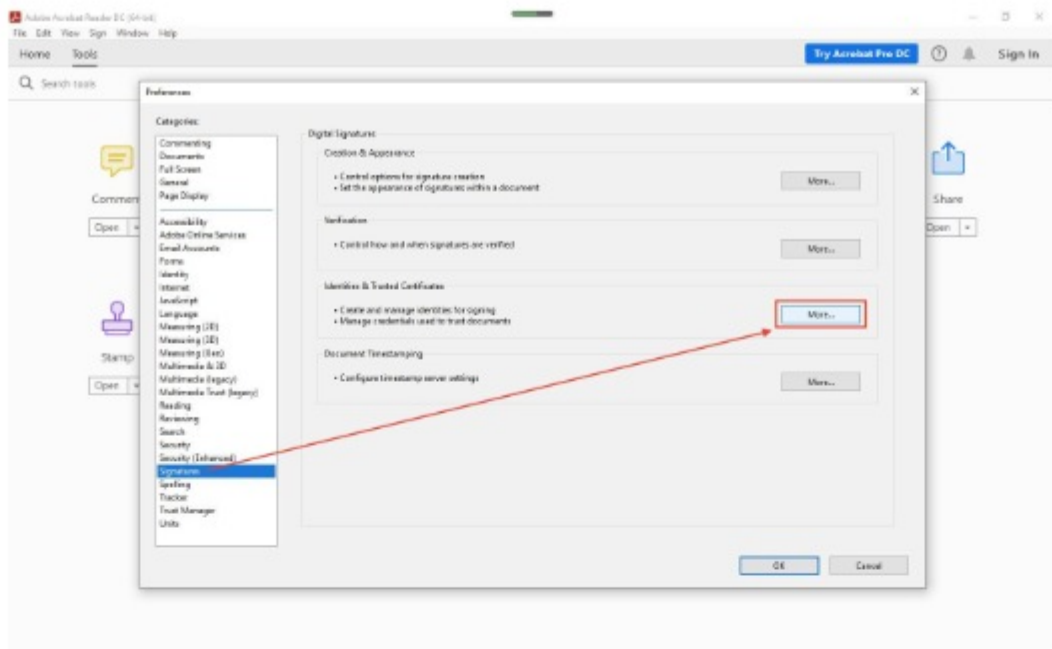 Adobe Acrobat Reader DC (64-bit)
File Edit View Sign Window Help
Home Tools
Try Acrobat Pro DC
Sign In
Search tools
Preferences
Categories:
Commenting
Documents
Full Screen
General
Page Display
Accessibility
Adobe Online Services
Email Accounts
Forms
Identity
Internet
JavaScript
Language
Measuring (2D)
Measuring (3D)
Measuring (Geo)
Multimedia & 3D
Multimedia (legacy)
Multimedia Trust (legacy)
Reading
Reviewing
Search
Security
Security (Enhanced)
Signatures
Spelling
Tracker
Trust Manager
Units
Digital Signatures
Creation & Appearance
• Control options for signature creation
• Set the appearance of signatures within a document
More...
Verification
• Control how and when signatures are verified
More...
Identities & Trusted Certificates
• Create and manage identities for signing
• Manage credentials used to trust documents
More...
Document Timestamping
• Configure timestamp server settings
More...
OK Cancel
Commen
Open
Stamp
Open
Share
Open